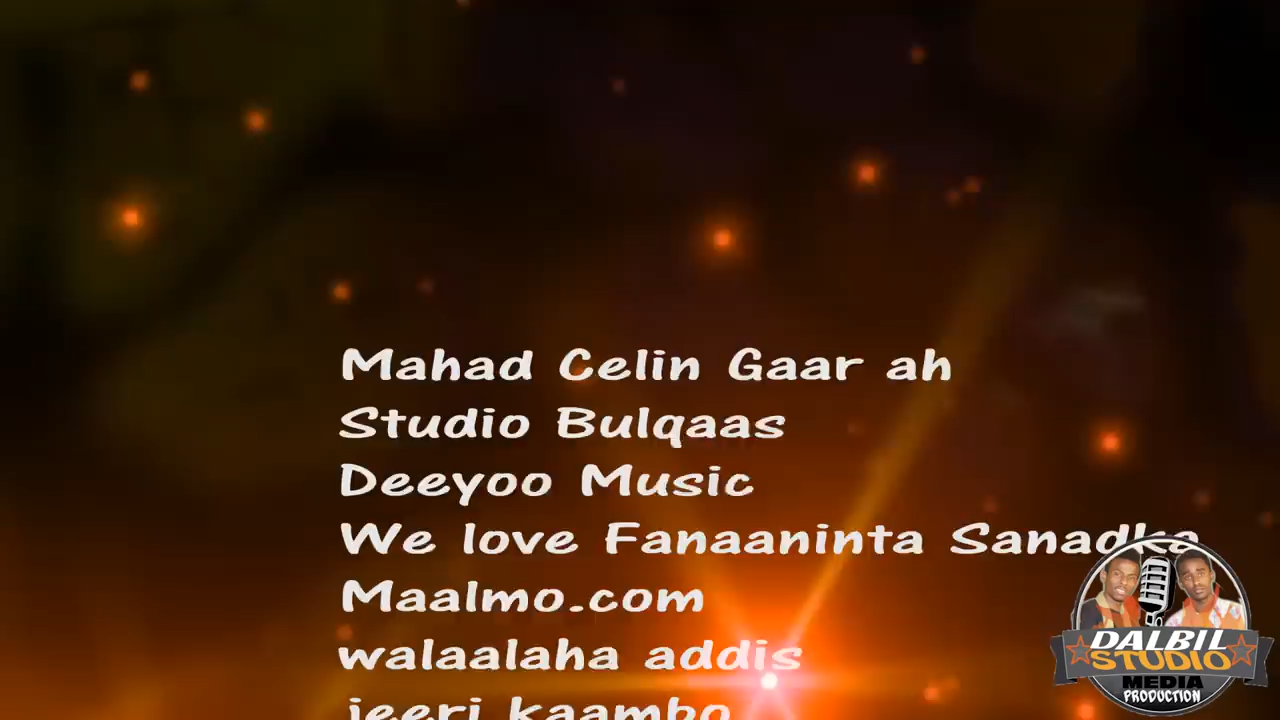 Mahad Celin Gaar ah
Studio Bulqaas
Deeyoo Music
We love Fanaaninta Sanadka
Maalmo.com
walaalaha addis
jeeri kaambo
DALBIL
STUDIO
MEDIA
PRODUCTION